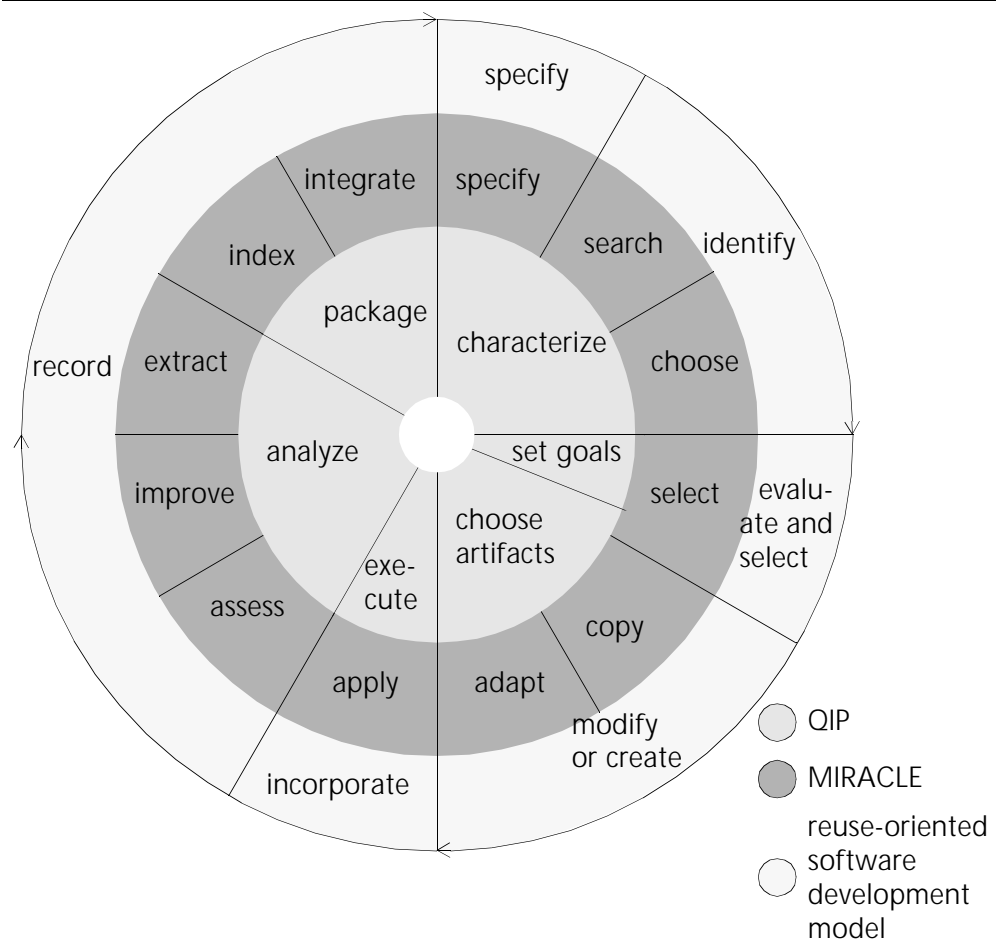 specify
integrate
specify
search
identify
index
package
characterize
record
extract
choose
analyze
set goals
improve
select
evalu-
ate and
select
choose
artifacts
exe-
cute
assess
copy
apply
adapt
modify
or create
incorporate
QIP
MIRACLE
reuse-oriented
software
development
model